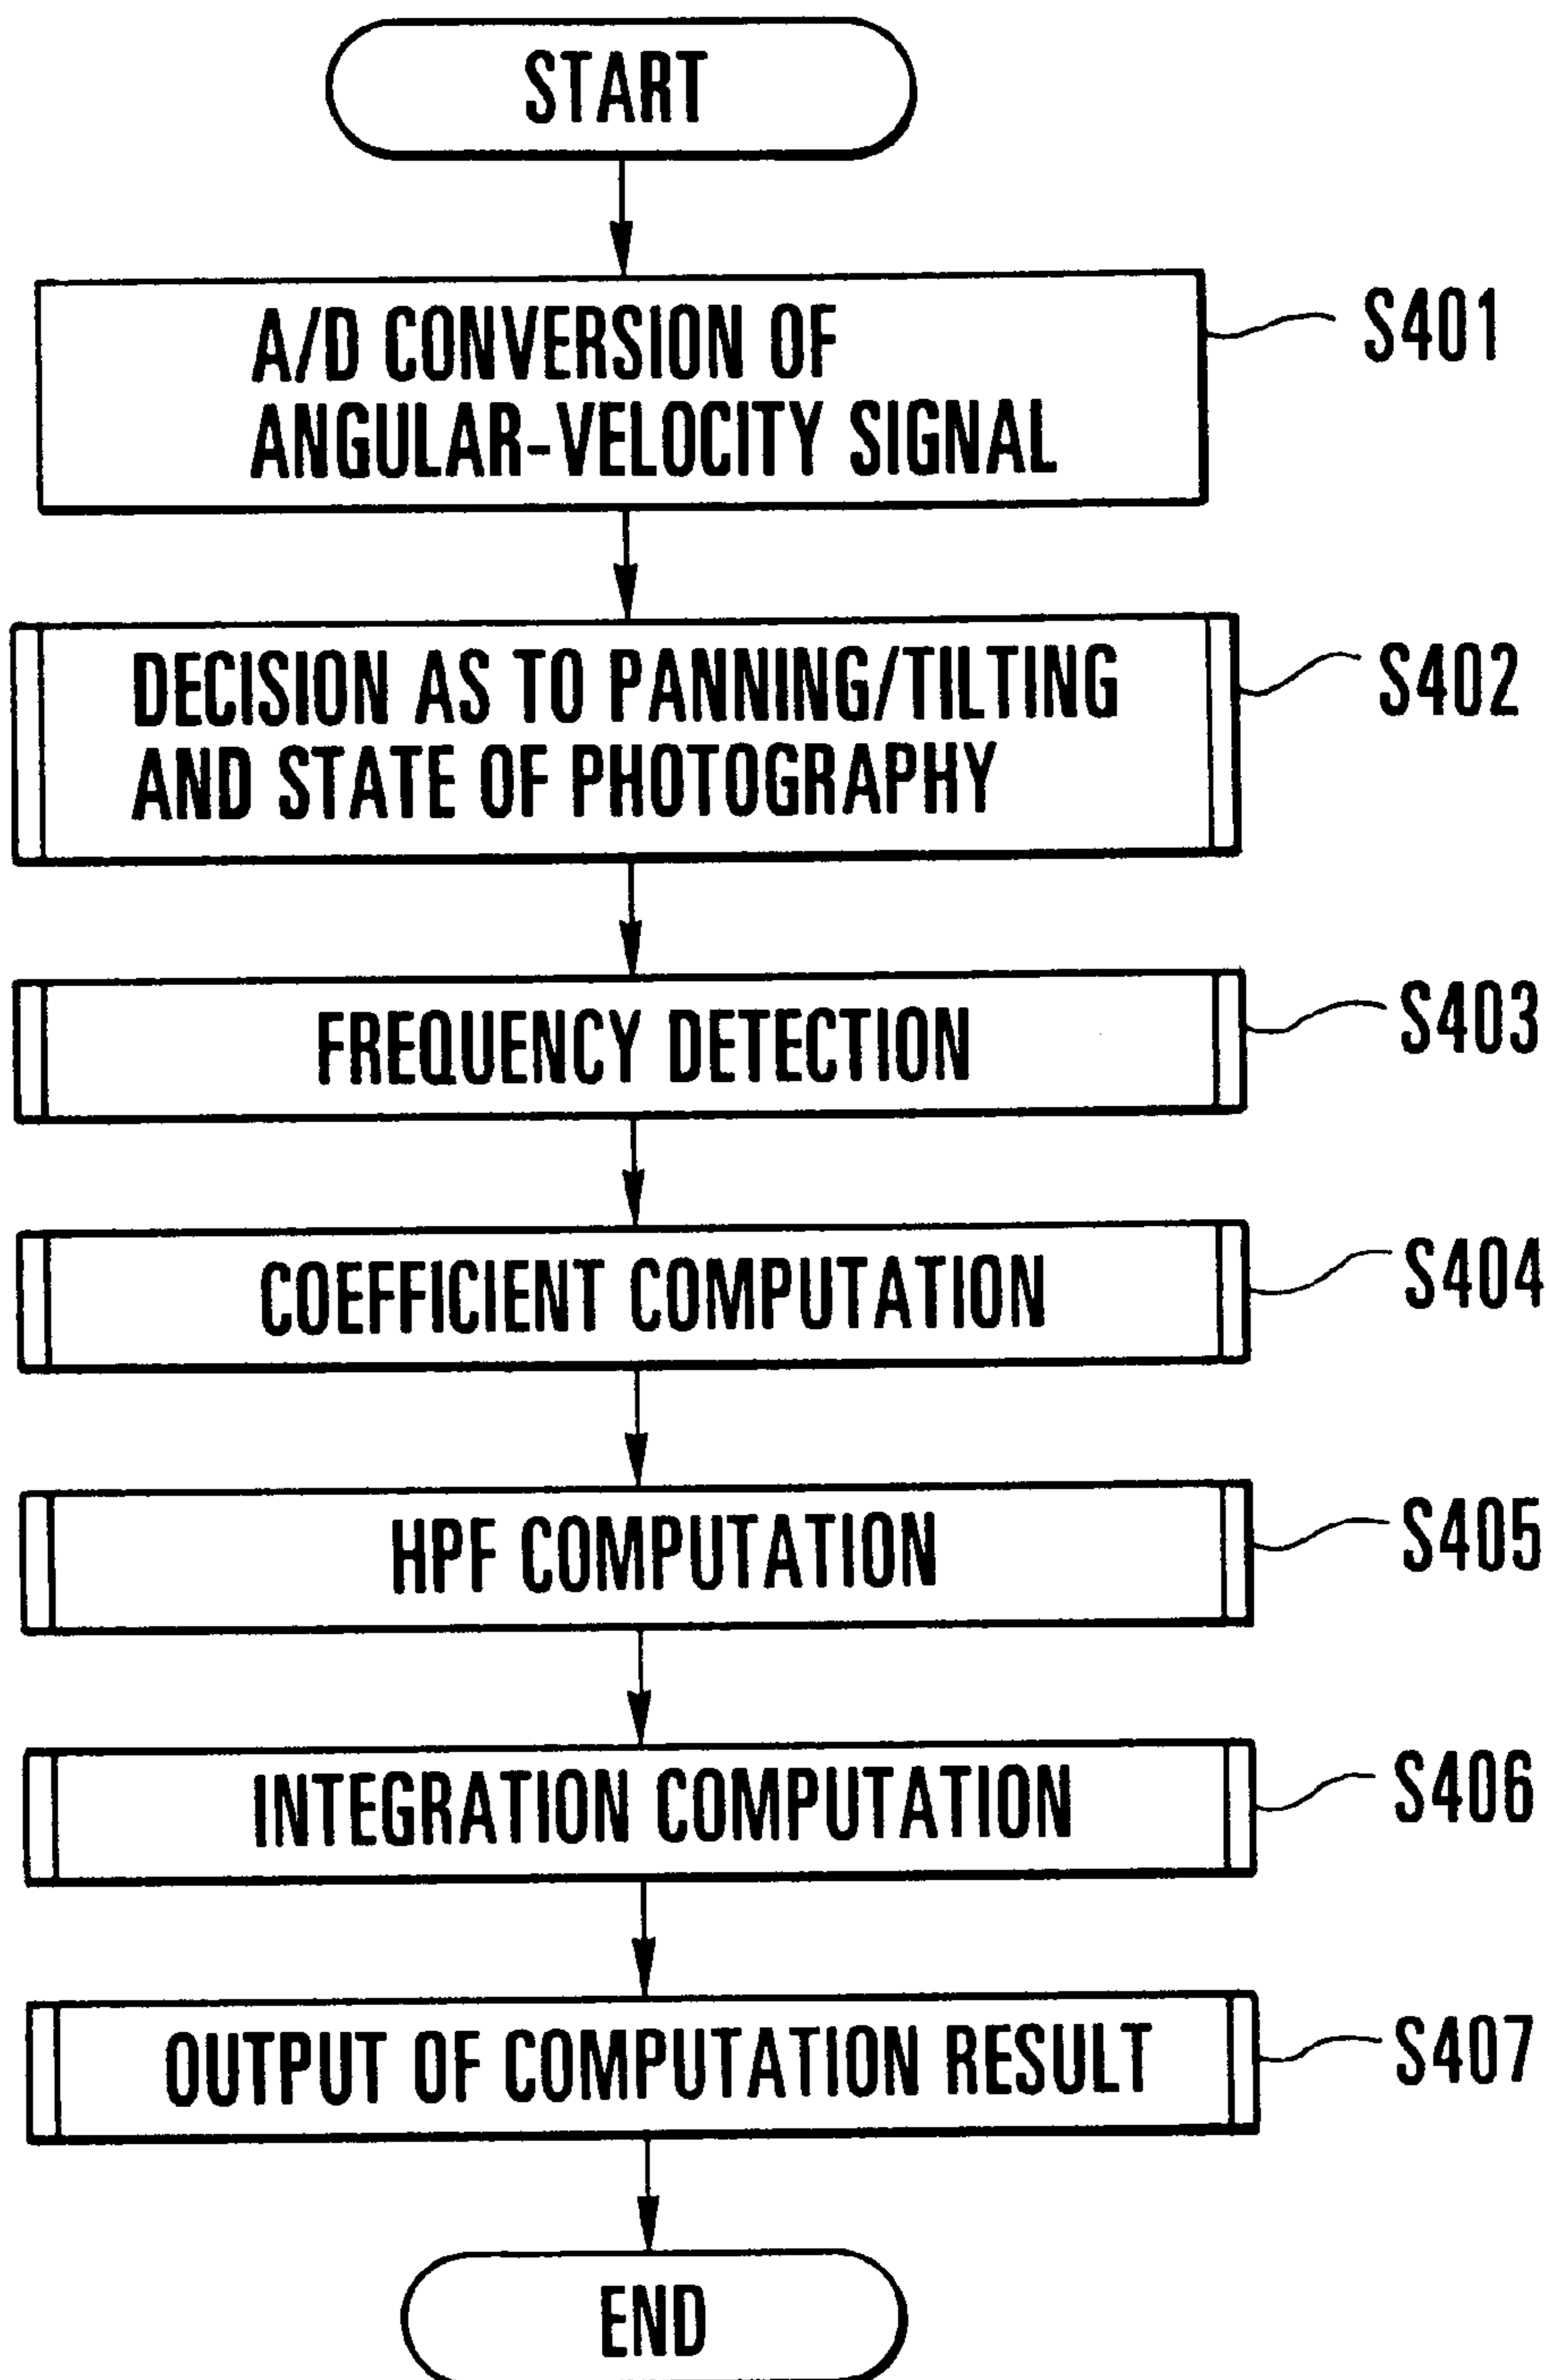 START
A/D CONVERSION OF
ANGULAR-VELOCITY SIGNAL
S401
DECISION AS TO PANNING/TILTING
AND STATE OF PHOTOGRAPHY
S402
FREQUENCY DETECTION
S403
COEFFICIENT COMPUTATION
S404
HPF COMPUTATION
S405
INTEGRATION COMPUTATION
S406
OUTPUT OF COMPUTATION RESULT
S407
END